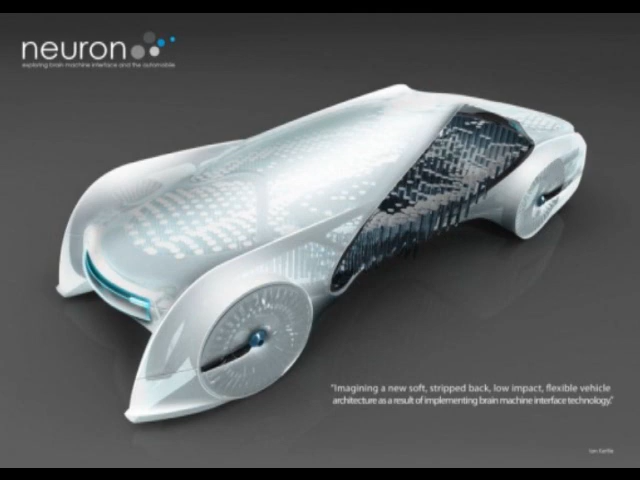 neuron
exploring brain machine interface and the automobile
"Imagining a new soft, stripped back, low impact, flexible vehicle
architecture as a result of implementing brain machine interface technology."